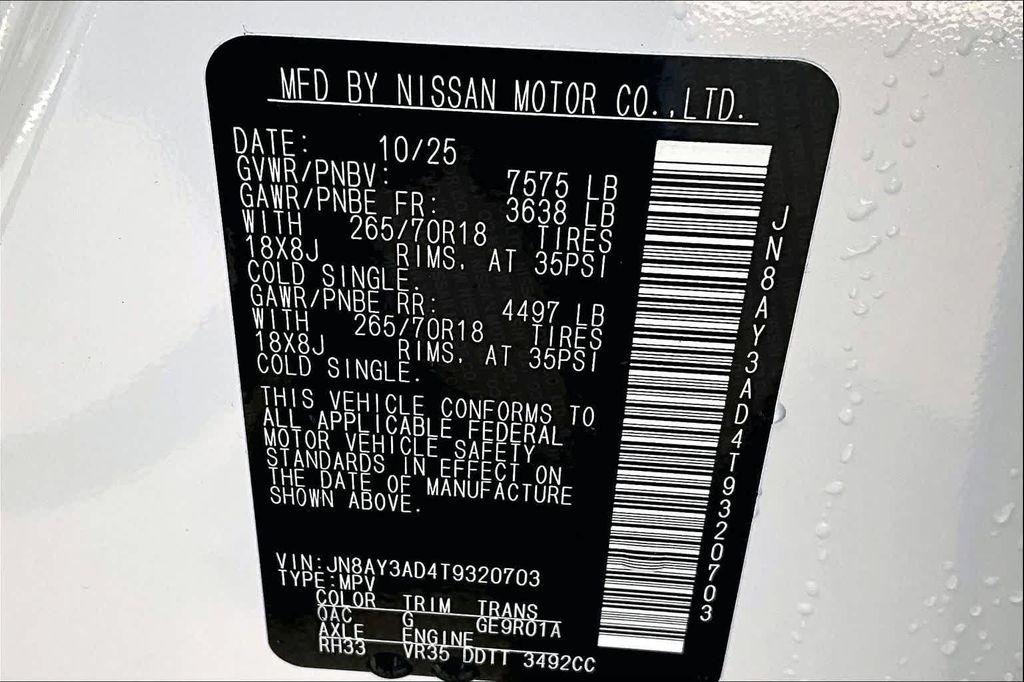 MFD BY NISSAN MOTOR CO.,LTD.
DATE: 10/25
GVWR/PNBV: 7575 LB
GAWR/PNBE FR: 3638 LB
WITH 265/70R18 TIRES
18X8J RIMS, AT 35PSI
COLD SINGLE.
GAWR/PNBE RR: 4497 LB
WITH 265/70R18 TIRES
18X8J RIMS, AT 35PSI
COLD SINGLE.
THIS VEHICLE CONFORMS TO
ALL APPLICABLE FEDERAL
MOTOR VEHICLE SAFETY
STANDARDS IN EFFECT ON
THE DATE OF MANUFACTURE
SHOWN ABOVE.
VIN:JN8AY3AD4T9320703
TYPE:MPV
COLOR TRIM TRANS
QAC G GE9R01A
AXLE ENGINE
RH33 VR35 DDTT 3492CC
JN8AY3AD4T9320703